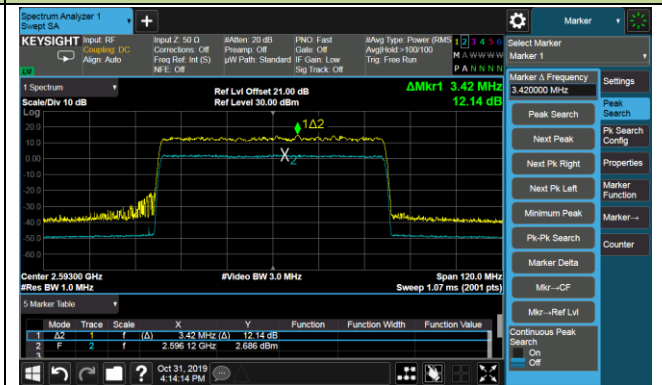 Spectrum Analyzer 1
Swept SA
Marker
KEYSIGHT
Input: RF
Coupling: DC
Align: Auto
Input Z: 50 Ω
Corrections: Off
Freq Ref: Int (S)
NFE: Off
#Atten: 20 dB
Preamp: Off
µW Path: Standard
PNO: Fast
Gate: Off
IF Gain: Low
Sig Track: Off
#Avg Type: Power (RMS
Avg|Hold:>100/100
Trig: Free Run
1 2 3 4 5 6
M A W W W W
P A N N N N
Select Marker
Marker 1
LNI
1 Spectrum
Scale/Div 10 dB
Log
Ref Lvl Offset 21.00 dB
Ref Level 30.00 dBm
ΔMkr1 3.42 MHz
12.14 dB
20.0
10.0
0.00
-10.0
-20.0
-30.0
-40.0
-50.0
-60.0
1Δ2
2
Center 2.59300 GHz
#Res BW 1.0 MHz
#Video BW 3.0 MHz
Span 120.0 MHz
Sweep 1.07 ms (2001 pts)
5 Marker Table
Mode Trace Scale X Y Function Function Width Function Value
1 Δ2 1 f (Δ) 3.42 MHz (Δ) 12.14 dB
2 F 2 f 2.596 12 GHz 2.686 dBm
3
Oct 31, 2019
4:14:14 PM
Marker Δ Frequency
3.420000 MHz
Peak Search
Next Peak
Next Pk Right
Next Pk Left
Minimum Peak
Pk-Pk Search
Marker Delta
Mkr→CF
Mkr→Ref Lvl
Continuous Peak
Search
On
Off
Settings
Peak
Search
Pk Search
Config
Properties
Marker
Function
Marker→
Counter